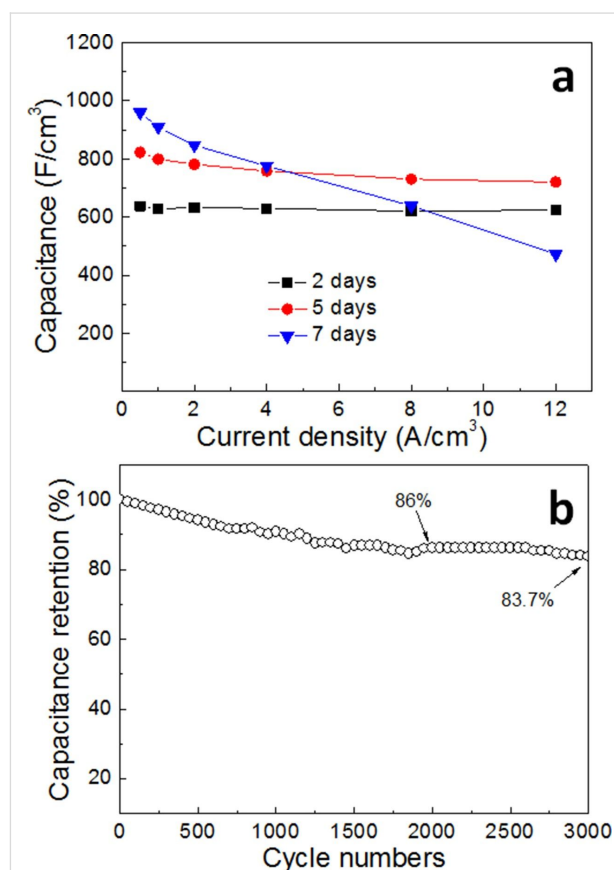 a
1200
1000
800
600
400
200
Capacitance (F/cm³)
2 days
5 days
7 days
0 2 4 6 8 10 12
Current density (A/cm³)
b
100
80
60
40
20
Capacitance retention (%)
86%
83.7%
0 500 1000 1500 2000 2500 3000
Cycle numbers